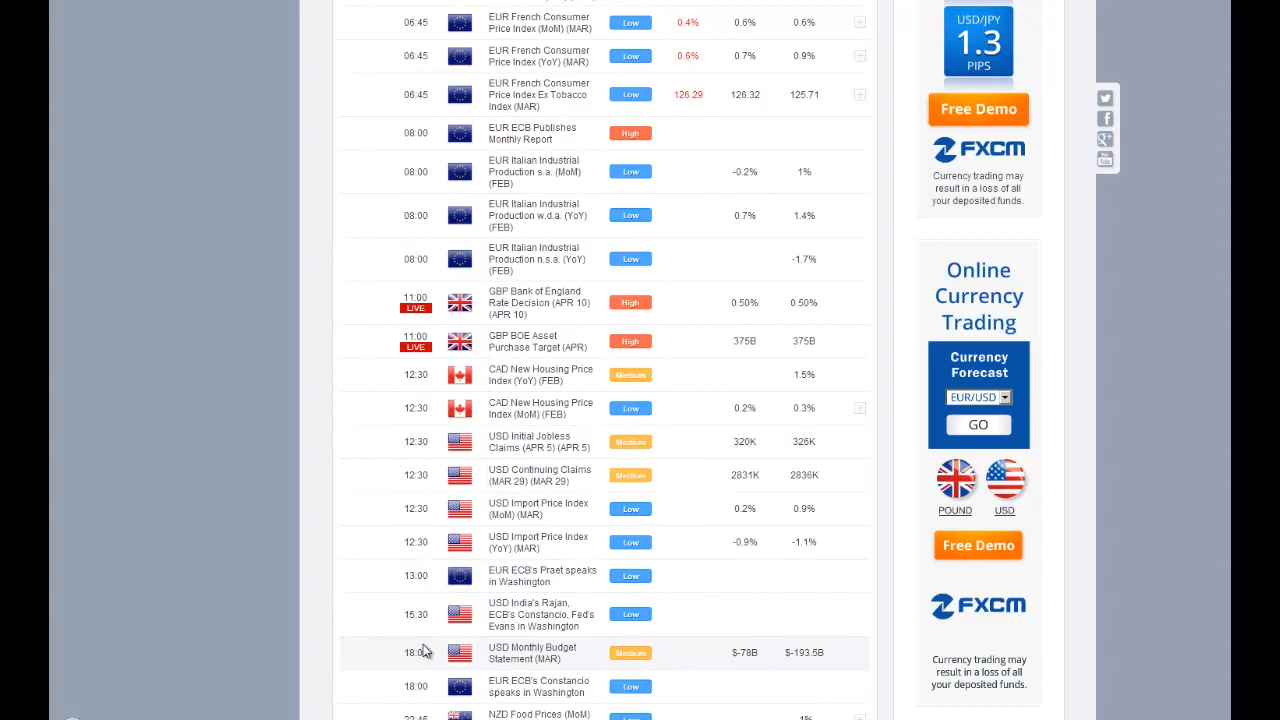 06:45 EUR French Consumer Low 0.4% 0.6% 0.6%
Price Index (MoM) (MAR)
06:45 EUR French Consumer Low 0.6% 0.7% 0.9%
Price Index (YoY) (MAR)
06:45 EUR French Consumer Low 126.29 126.32 125.71
Price Index Ex Tobacco
Index (MAR)
08:00 EUR ECB Publishes High
Monthly Report
08:00 EUR Italian Industrial Low -0.2% 1%
Production s.a. (MoM)
(FEB)
08:00 EUR Italian Industrial Low 0.7% 1.4%
Production w.d.a. (YoY)
(FEB)
08:00 EUR Italian Industrial Low -1.7%
Production n.s.a. (YoY)
(FEB)
11:00 GBP Bank of England High 0.50% 0.50%
LIVE Rate Decision (APR 10)
(APR 10)
11:00 GBP BOE Asset High 375B 375B
LIVE Purchase Target (APR)
12:30 CAD New Housing Price Medium 1.5%
Index (YoY) (FEB)
12:30 CAD New Housing Price Low 0.2% 0.3%
Index (MoM) (FEB)
12:30 USD Initial Jobless Medium 320K 326K
Claims (APR 5) (APR 5)
12:30 USD Continuing Claims Medium 2831K 2836K
(MAR 29) (MAR 29)
12:30 USD Import Price Index Low 0.2% 0.9%
(MoM) (MAR)
12:30 USD Import Price Index Low -0.9% -1.1%
(YoY) (MAR)
13:00 EUR ECB's Praet speaks Low
in Washington
15:30 USD India's Rajan, Low
ECB's Constancio, Fed's
Evans in Washington
USD Monthly Budget Medium $-78B $-193.5B
Statement (MAR)
18:00 EUR ECB's Constancio Low
speaks in Washington
NZD Food Prices (MoM) Low 1%
USD/JPY
1.3
PIPS
Free Demo
FXCM
Currency trading may
result in a loss of all
your deposited funds.
Online
Currency
Trading
Currency
Forecast
EUR/USD
GO
POUND USD
Free Demo
FXCM
Currency trading may
result in a loss of all
your deposited funds.